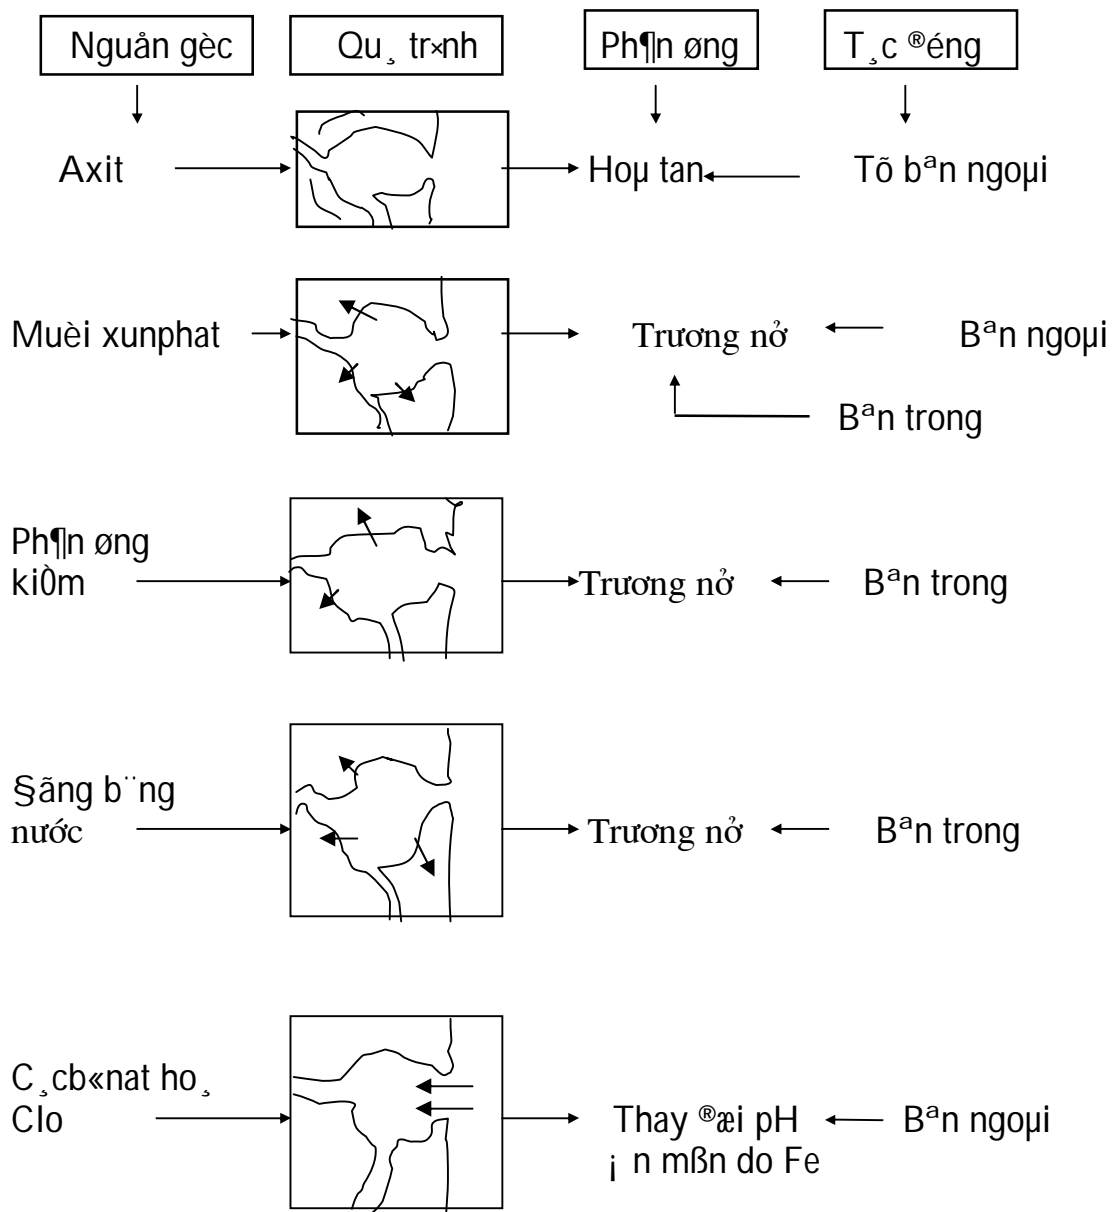 Nguån gèc
Qu¸ tr×nh
Ph¶n øng
T¸c ®éng
Axit
Hoµ tan
Tõ bªn ngoµi
Muèi xunphat
Trương nở
Bªn ngoµi
Bªn trong
Ph¶n øng
kiÒm
Trương nở
Bªn trong
§ãng b¨ng
nước
Trương nở
Bªn trong
C¸cb«nat ho¸
Clo
Thay ®æi pH
¡n mßn do Fe
Bªn ngoµi